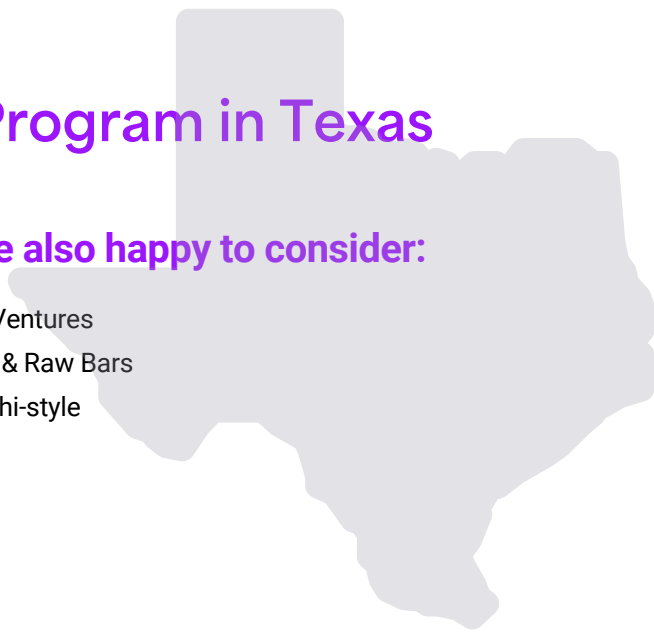 Program in Texas
e also happy to consider:
Ventures
& Raw Bars
hi-style